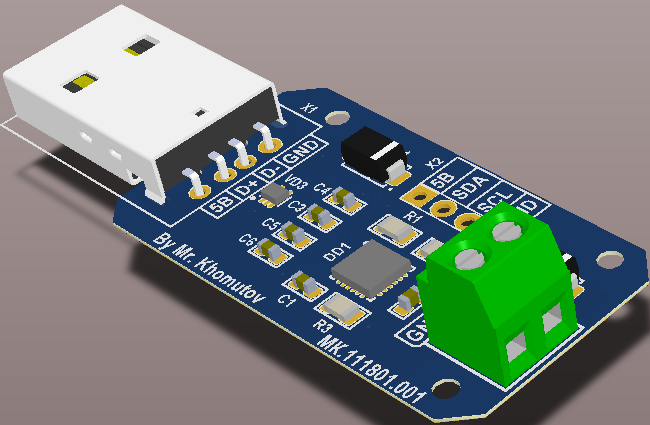 X1
5B
D+
D-
GND
VD3
C4
C3
C5
C6
X2
5B
SDA
SCL
R1
DD1
C1
R3
By Mr. Khomutov
MK.111801.001